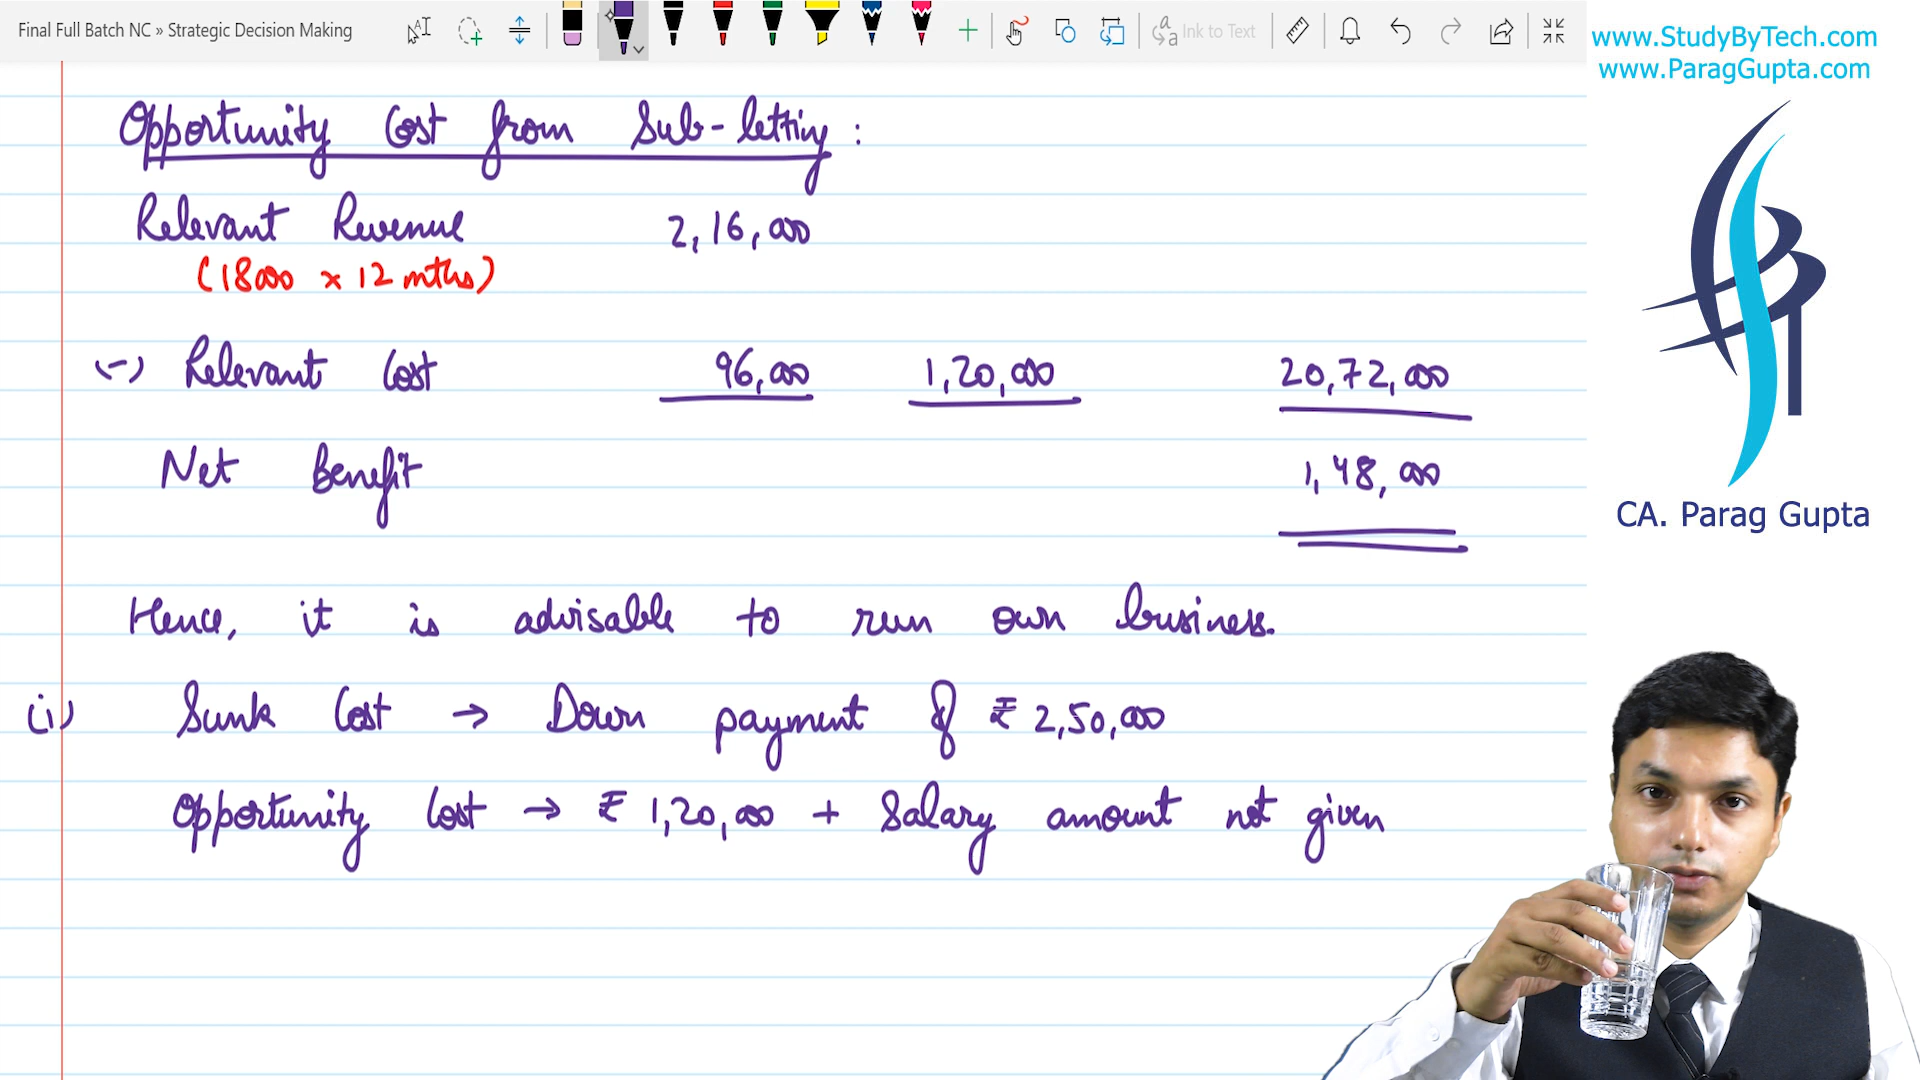 Final Full Batch NC » Strategic Decision Making
Ink to Text
www.StudyByTech.com
www.ParagGupta.com
Opportunity Cost from Sub-letting :
Relevant Revenue 2,16,000
(18000 x 12 mths)
(-) Relevant Cost 96,000 1,20,000 20,72,000
Net Benefit 1,48,000
CA. Parag Gupta
Hence, it is advisable to run own business.
(ii) Sunk Cost → Down payment of ₹ 2,50,000
Opportunity Cost → ₹ 1,20,000 + Salary amount not given